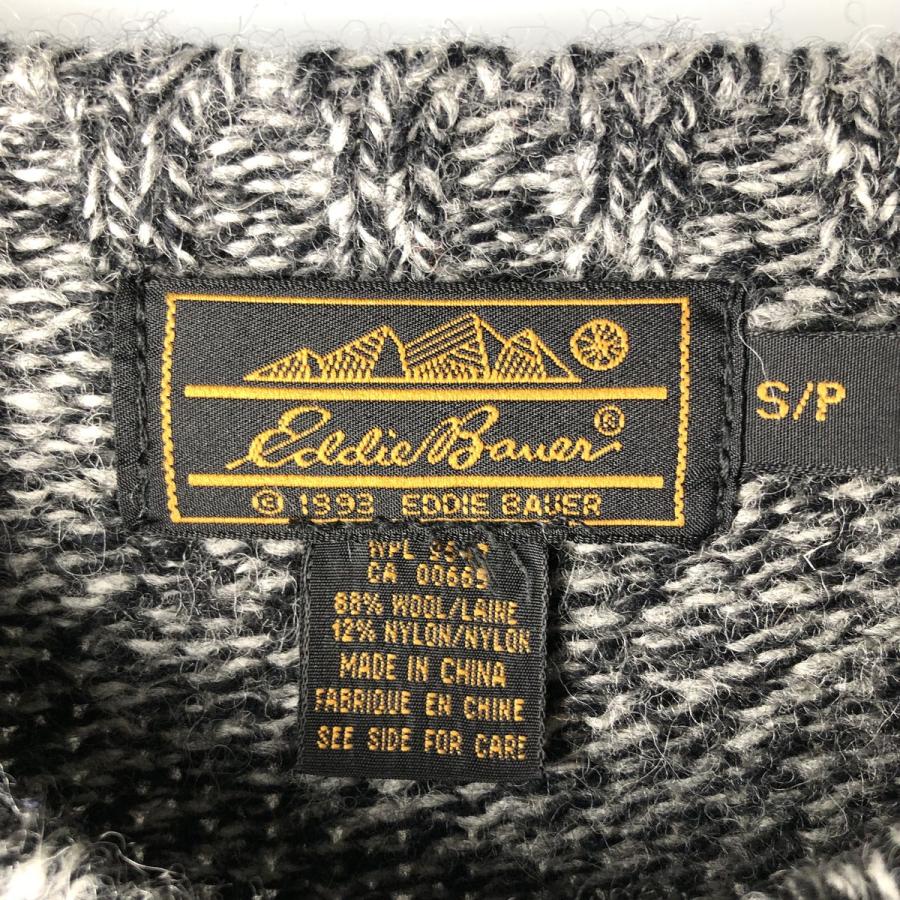 Eddie Bauer®
© 1993 EDDIE BAUER
S/P
WPL
CA 00665
88% WOOL/LAINE
12% NYLON/NYLON
MADE IN CHINA
FABRIQUE EN CHINE
SEE SIDE FOR CARE